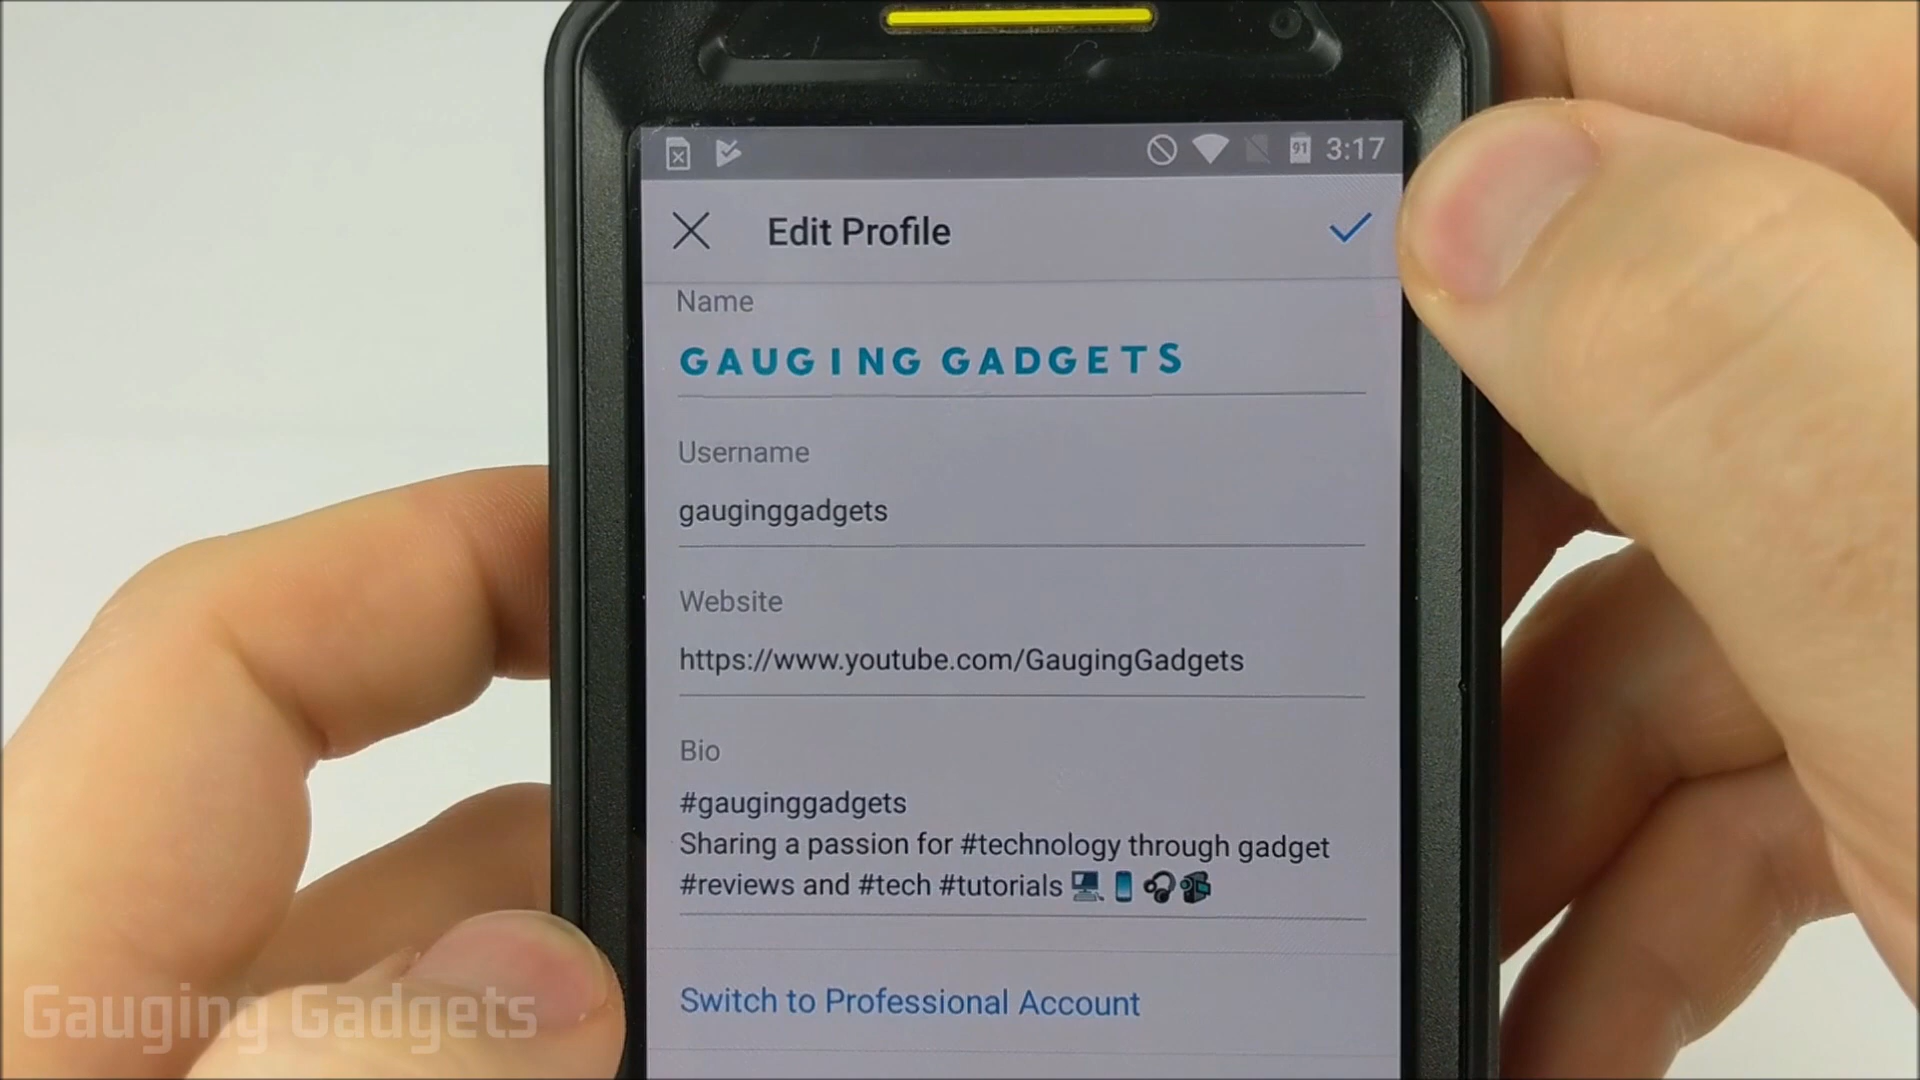 91 3:17
Edit Profile
Name
GAUGING GADGETS
Username
gauginggadgets
Website
https://www.youtube.com/GaugingGadgets
Bio
#gauginggadgets
Sharing a passion for #technology through gadget
#reviews and #tech #tutorials
Switch to Professional Account
Gauging Gadgets